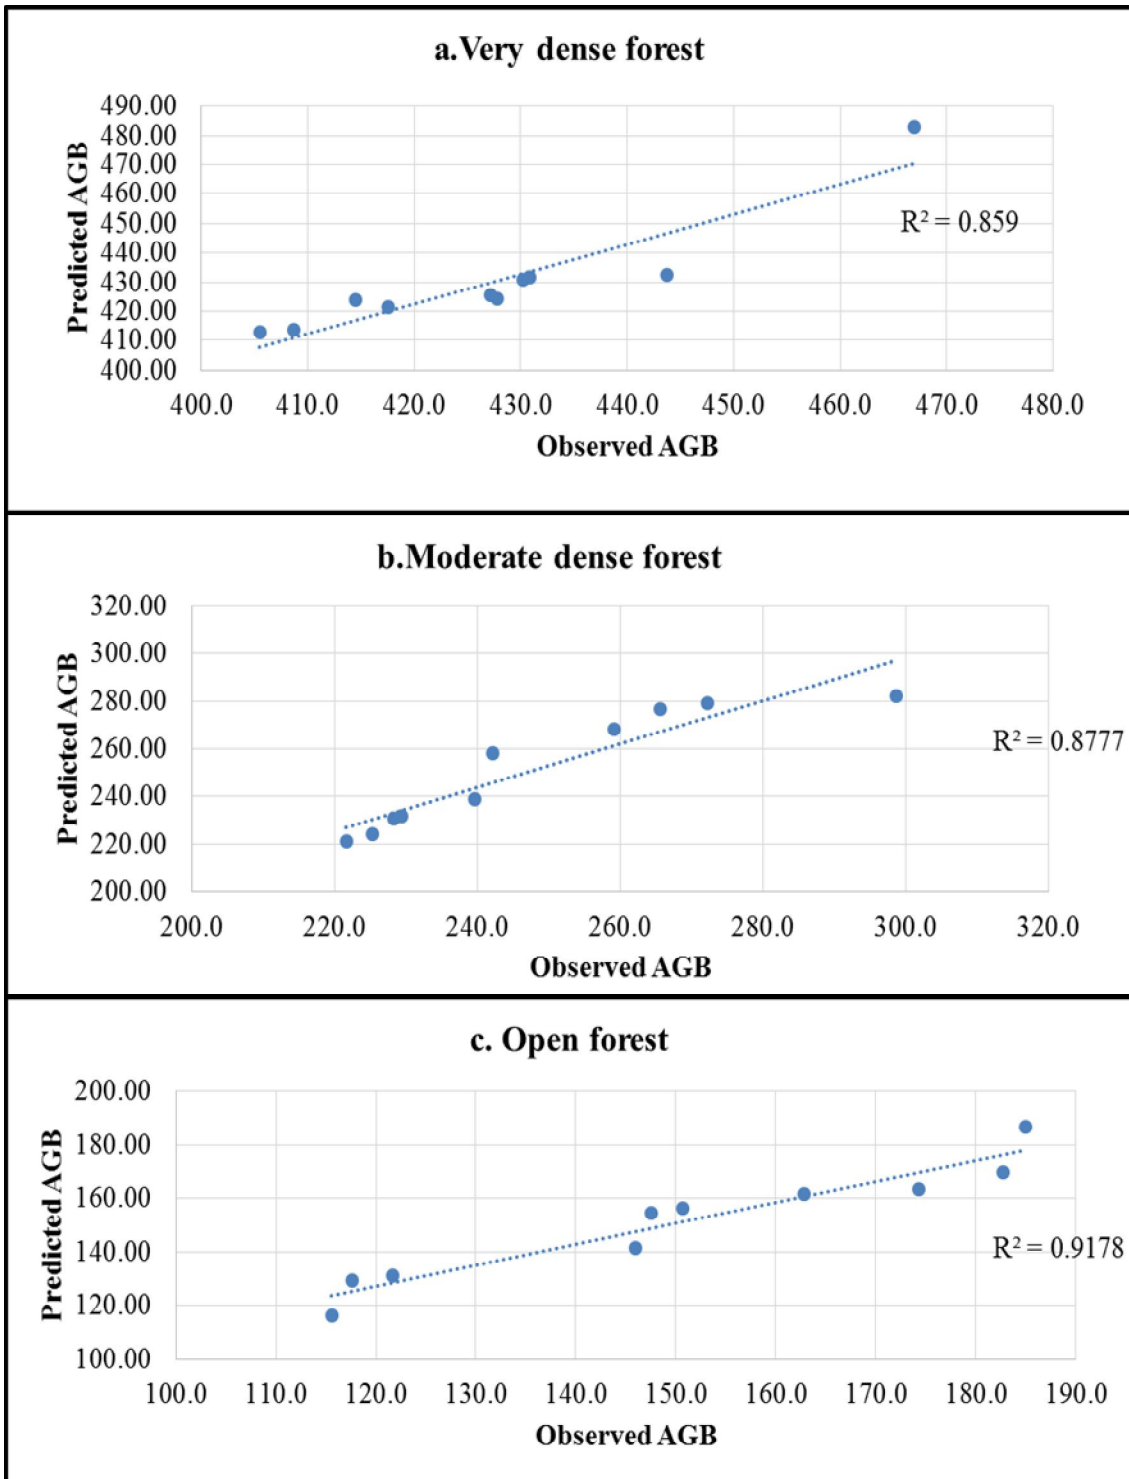 a.Very dense forest
490.00
480.00
470.00
460.00
450.00
440.00
430.00
420.00
410.00
400.00
Predicted AGB
R² = 0.859
400.0 410.0 420.0 430.0 440.0 450.0 460.0 470.0 480.0
Observed AGB
b.Moderate dense forest
320.00
300.00
280.00
260.00
240.00
220.00
200.00
Predicted AGB
R² = 0.8777
200.0 220.0 240.0 260.0 280.0 300.0 320.0
Observed AGB
c. Open forest
200.00
180.00
160.00
140.00
120.00
100.00
Predicted AGB
R² = 0.9178
100.0 110.0 120.0 130.0 140.0 150.0 160.0 170.0 180.0 190.0
Observed AGB